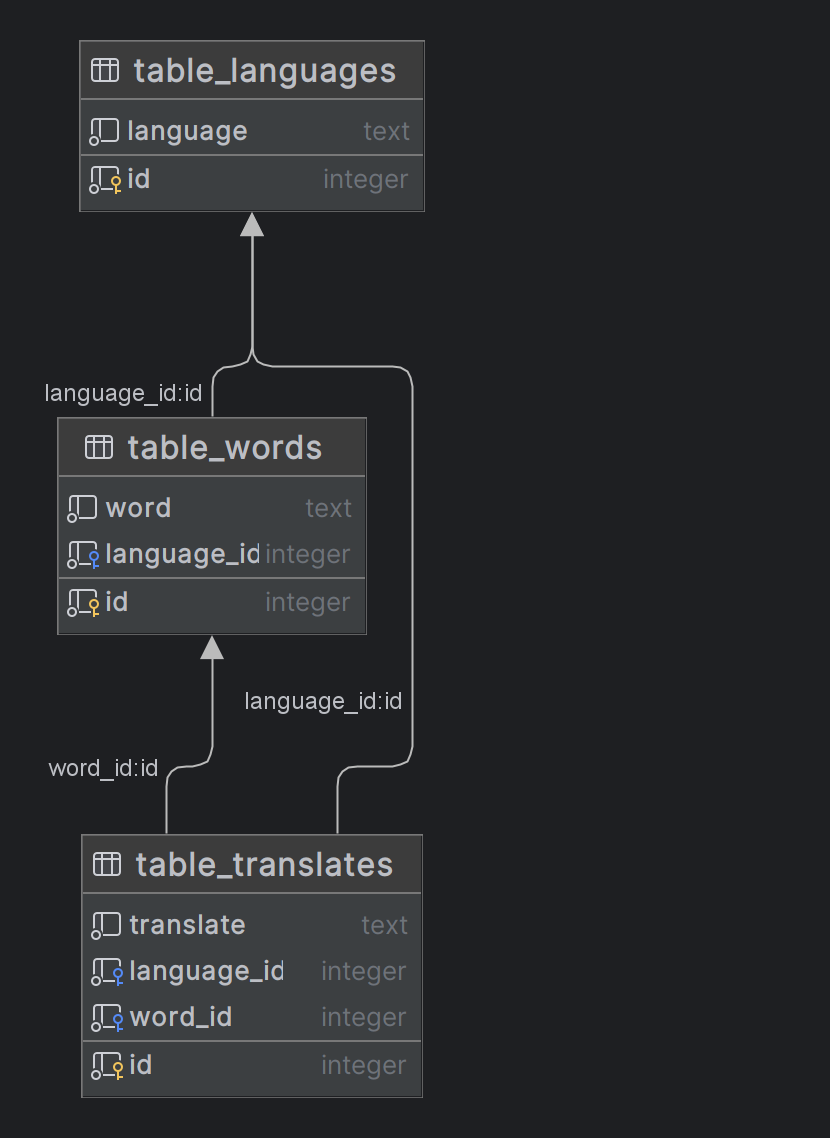 table_languages
language text
id integer
language_id:id
table_words
word text
language_id integer
id integer
language_id:id
word_id:id
table_translates
translate text
language_id integer
word_id integer
id integer